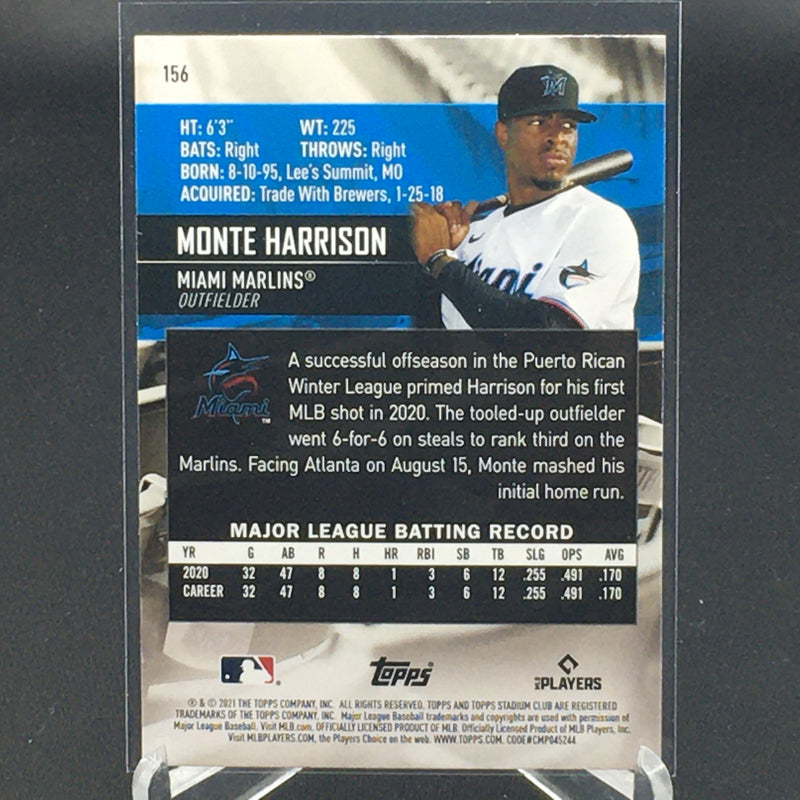 156
HT: 6'3" WT: 225
BATS: Right THROWS: Right
BORN: 8-10-95, Lee's Summit, MO
ACQUIRED: Trade With Brewers, 1-25-18
MONTE HARRISON
MIAMI MARLINS®
OUTFIELDER
Miami
M
Miami™
A successful offseason in the Puerto Rican
Winter League primed Harrison for his first
MLB shot in 2020. The tooled-up outfielder
went 6-for-6 on steals to rank third on the
Marlins. Facing Atlanta on August 15, Monte mashed his
initial home run.
MAJOR LEAGUE BATTING RECORD
YR G AB R H HR RBI SB TB SLG OPS AVG
2020 32 47 8 8 1 3 6 12 .255 .491 .170
CAREER 32 47 8 8 1 3 6 12 .255 .491 .170
topps®
MLB PLAYERS
® & © 2021 THE TOPPS COMPANY, INC. ALL RIGHTS RESERVED. TOPPS AND TOPPS STADIUM CLUB ARE REGISTERED
TRADEMARKS OF THE TOPPS COMPANY, INC. Major League Baseball trademarks and copyrights are used with permission of
Major League Baseball. Visit MLB.com. OFFICIALLY LICENSED PRODUCT OF MLB. Officially Licensed Product of MLB Players, Inc.
Visit MLBPLAYERS.com, the Players Choice on the web. WWW.TOPPS.COM. CODE#CMP045244